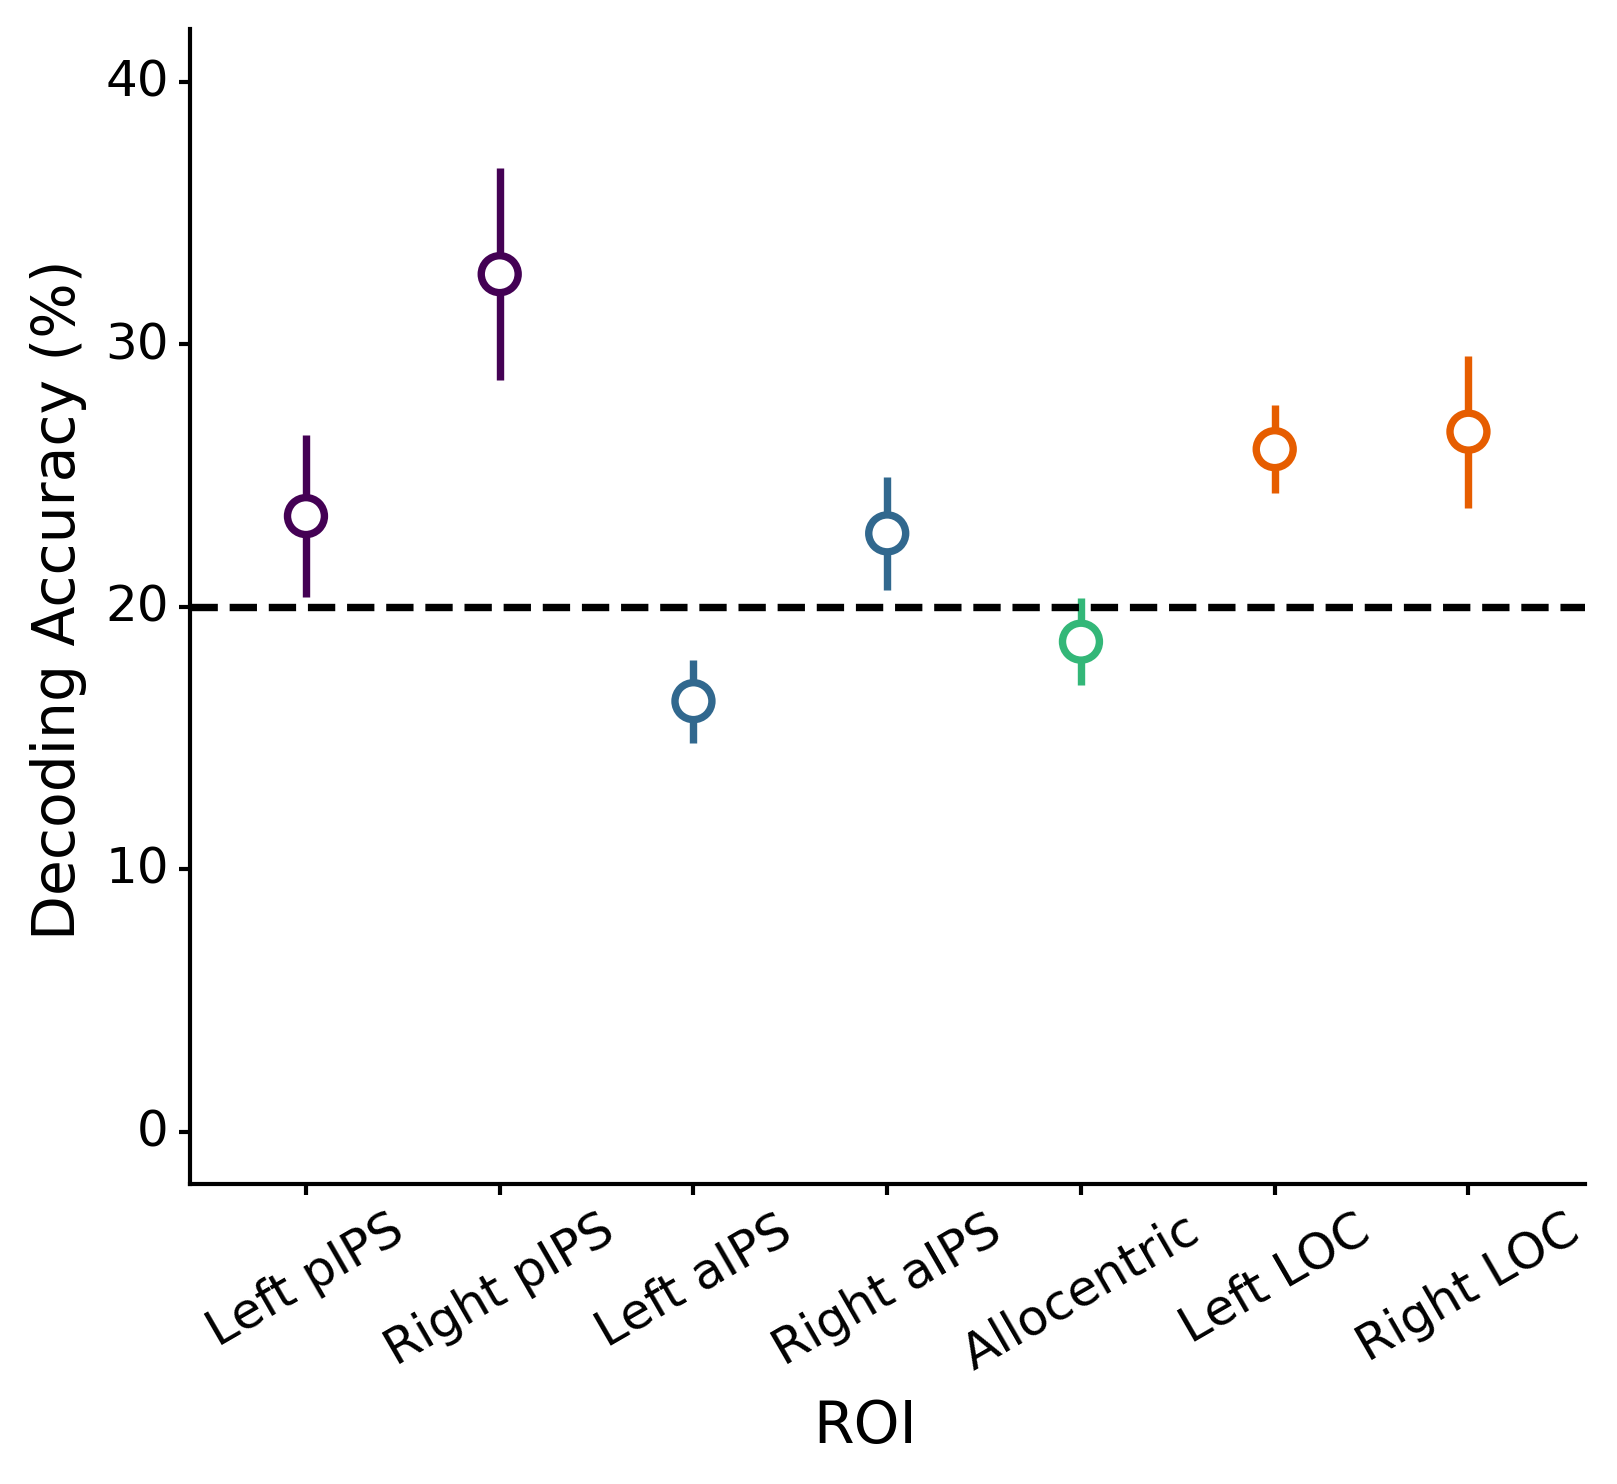 Decoding Accuracy (%)
40
30
20
10
0
Left pIPS
Right pIPS
Left aIPS
Right aIPS
Allocentric
Left LOC
Right LOC
ROI